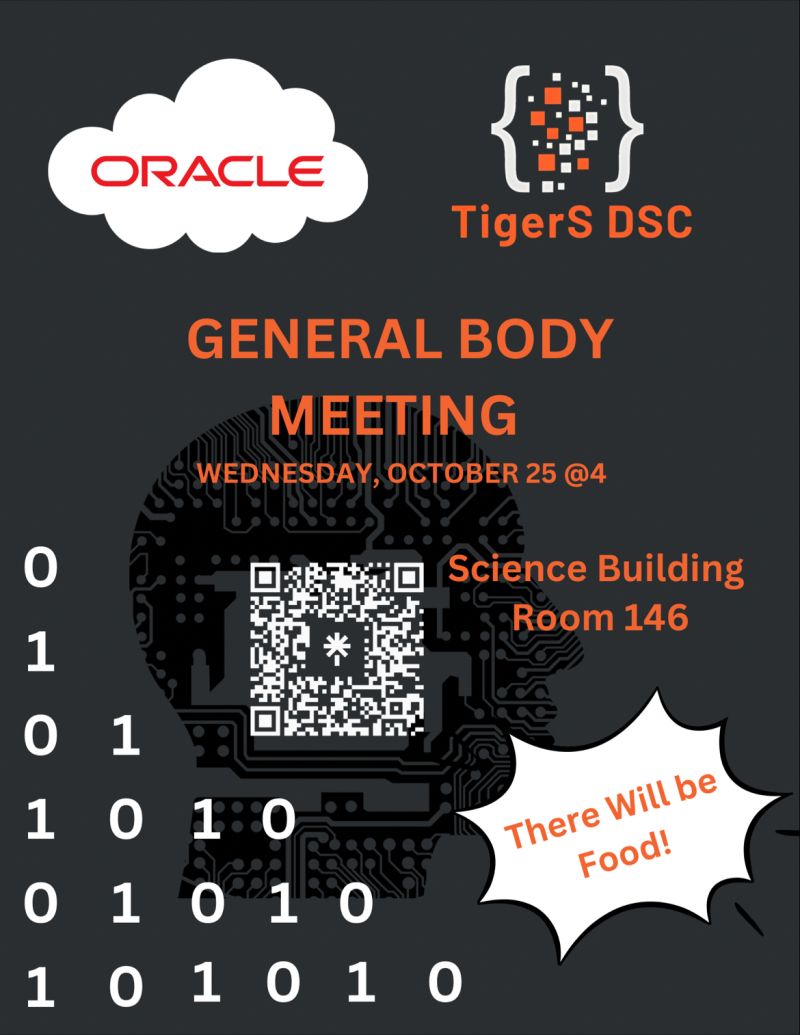 ORACLE
TigerS DSC
GENERAL BODY
MEETING
WEDNESDAY, OCTOBER 25 @4
Science Building
Room 146
There Will be
Food!
0
1
0 1
1 0 1 0
0 1 0 1 0
1 0 1 0 1 0